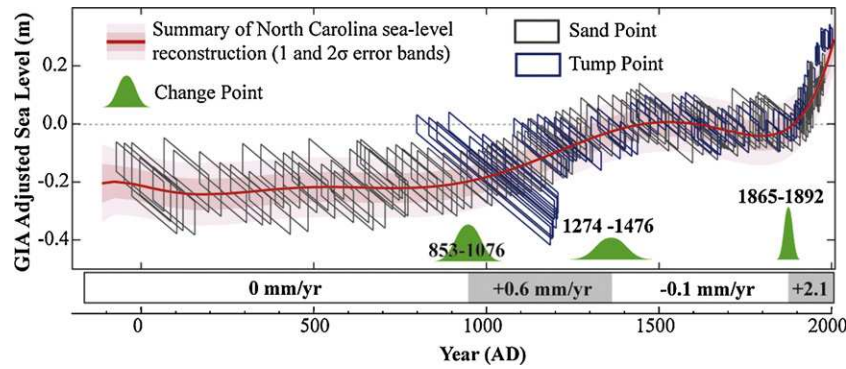 GIA Adjusted Sea Level (m)
0.2
0.0
-0.2
-0.4
Summary of North Carolina sea-level
reconstruction (1 and 2σ error bands)
Change Point
Sand Point
Tump Point
853-1076
1274 -1476
1865-1892
0 mm/yr
+0.6 mm/yr
-0.1 mm/yr
+2.1
0
500
1000
1500
2000
Year (AD)